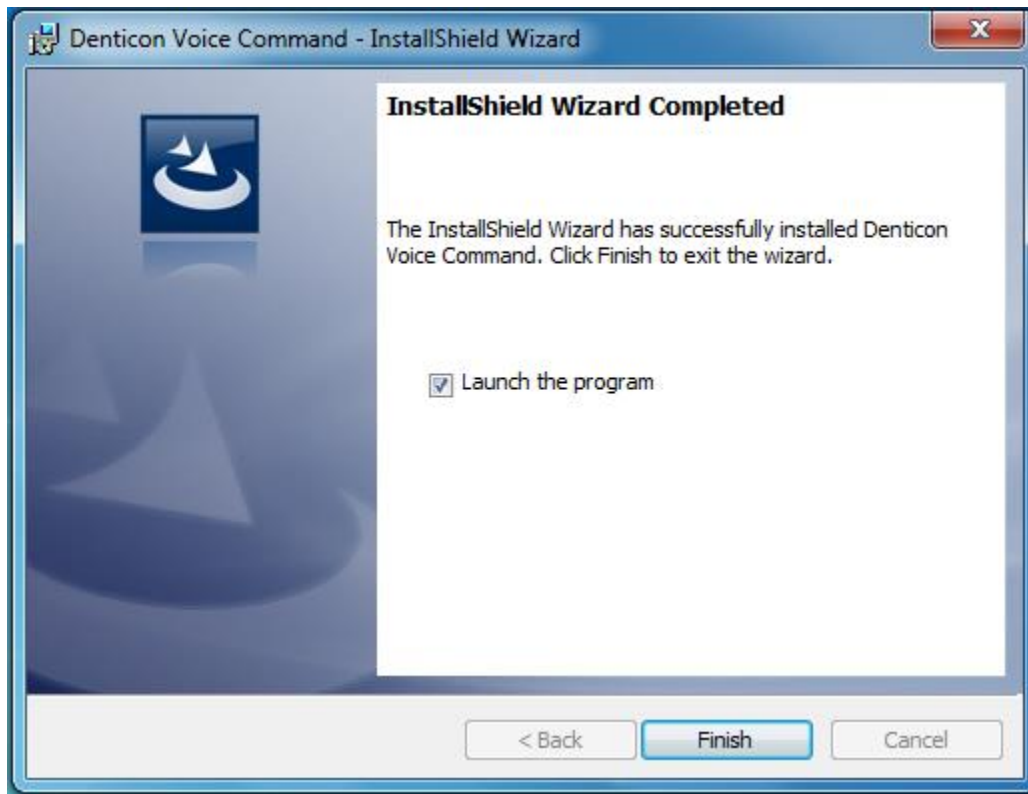 Denticon Voice Command - InstallShield Wizard
InstallShield Wizard Completed
The InstallShield Wizard has successfully installed Denticon
Voice Command. Click Finish to exit the wizard.
Launch the program
< Back
Finish
Cancel